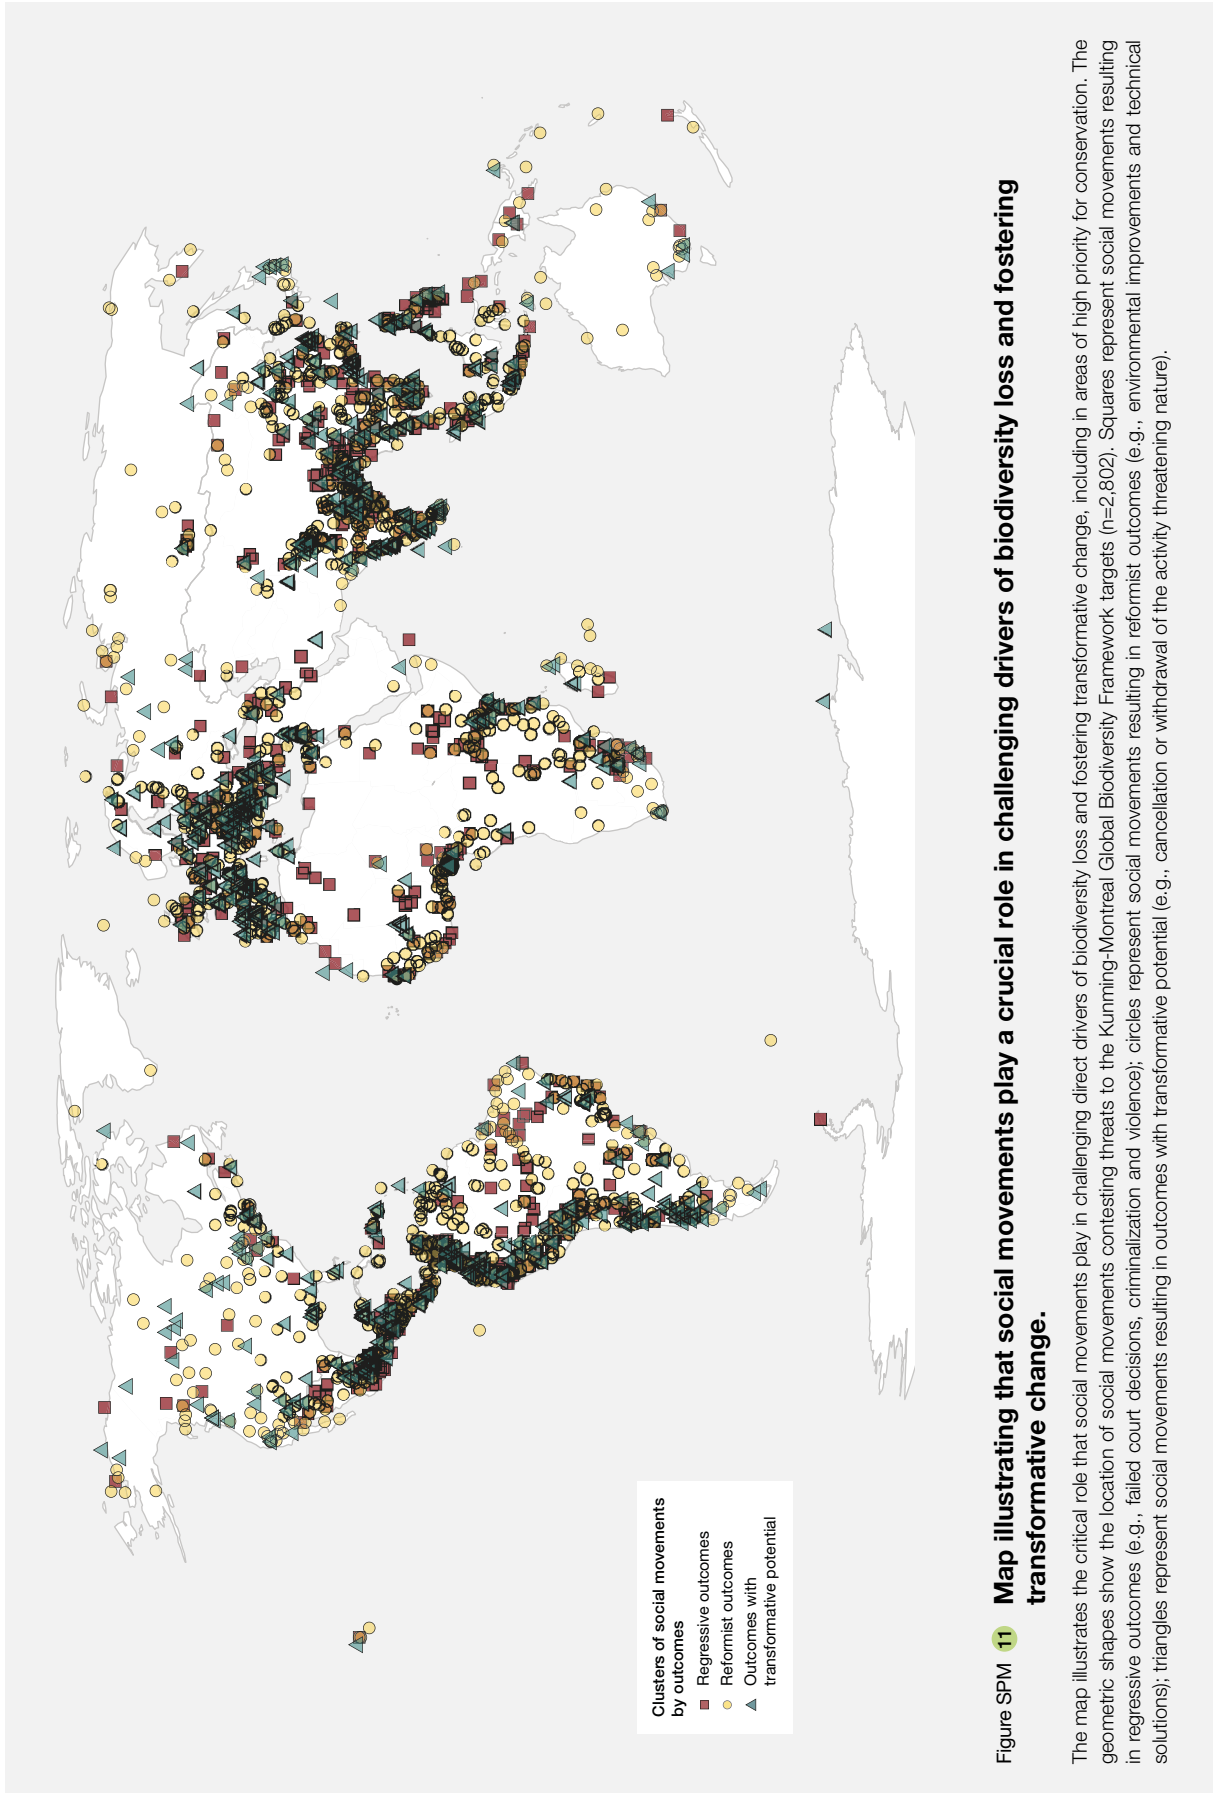 Clusters of social movements
by outcomes
Regressive outcomes
Reformist outcomes
Outcomes with
transformative potential
Figure SPM 11 Map illustrating that social movements play a crucial role in challenging drivers of biodiversity loss and fostering
transformative change.
The map illustrates the critical role that social movements play in challenging direct drivers of biodiversity loss and fostering transformative change, including in areas of high priority for conservation. The
geometric shapes show the location of social movements contesting threats to the Kunming-Montreal Global Biodiversity Framework targets (n=2,802). Squares represent social movements resulting
in regressive outcomes (e.g., failed court decisions, criminalization and violence); circles represent social movements resulting in reformist outcomes (e.g., environmental improvements and technical
solutions); triangles represent social movements resulting in outcomes with transformative potential (e.g., cancellation or withdrawal of the activity threatening nature).